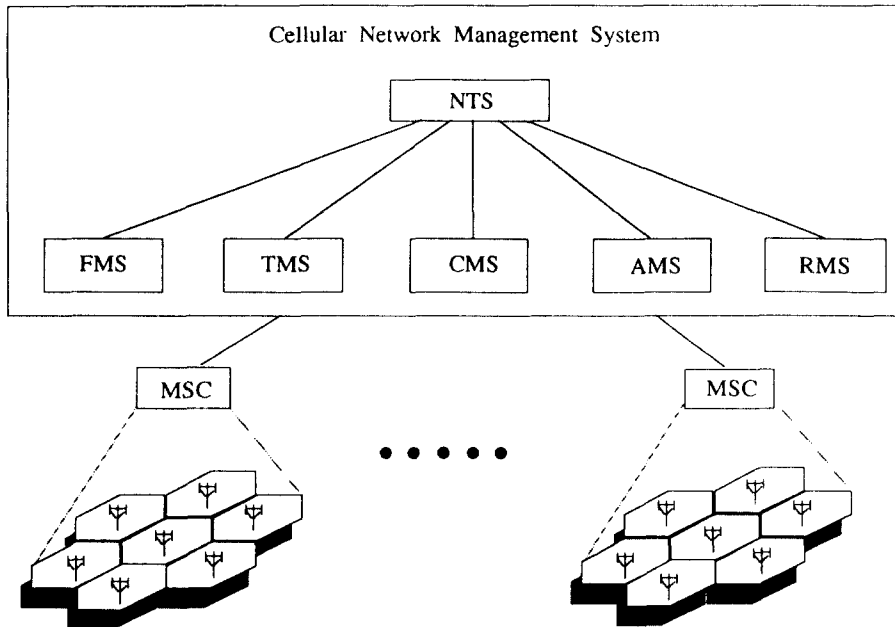 Cellular Network Management System
NTS
FMS TMS CMS AMS RMS
MSC MSC